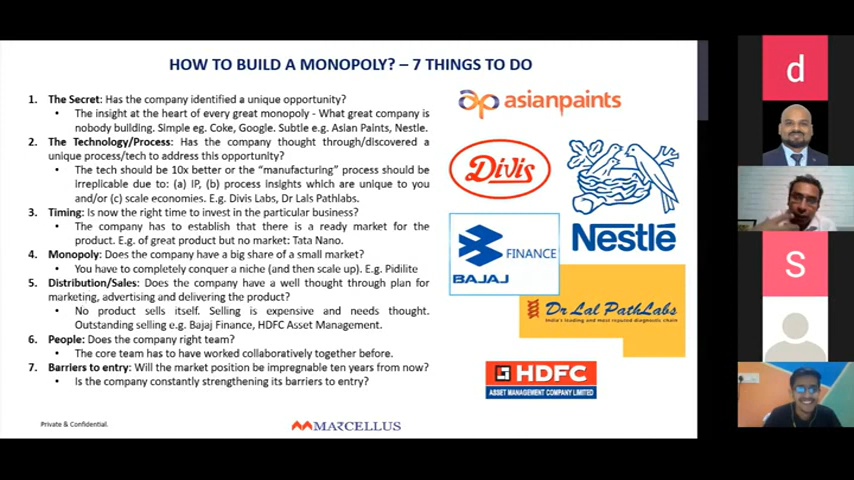 HOW TO BUILD A MONOPOLY? – 7 THINGS TO DO
1. The Secret: Has the company identified a unique opportunity?
• The insight at the heart of every great monopoly - What great company is
nobody building. Simple eg. Coke, Google. Subtle e.g. Asian Paints, Nestle.
2. The Technology/Process: Has the company thought through/discovered a
unique process/tech to address this opportunity?
• The tech should be 10x better or the “manufacturing” process should be
irreplicable due to: (a) IP, (b) process insights which are unique to you
and/or (c) scale economies. E.g. Divis Labs, Dr Lals Pathlabs.
3. Timing: Is now the right time to invest in the particular business?
• The company has to establish that there is a ready market for the
product. E.g. of great product but no market: Tata Nano.
4. Monopoly: Does the company have a big share of a small market?
• You have to completely conquer a niche (and then scale up). E.g. Pidilite
5. Distribution/Sales: Does the company have a well thought through plan for
marketing, advertising and delivering the product?
• No product sells itself. Selling is expensive and needs thought.
Outstanding selling e.g. Bajaj Finance, HDFC Asset Management.
6. People: Does the company right team?
• The core team has to have worked collaboratively together before.
7. Barriers to entry: Will the market position be impregnable ten years from now?
• Is the company constantly strengthening its barriers to entry?
ap asianpaints
Divis
Nestlé
FINANCE
BAJAJ
Dr Lal PathLabs
India's leading and most reputed diagnostic chain
HDFC
ASSET MANAGEMENT COMPANY LIMITED
Private & Confidential.
MARCELLUS
d
S